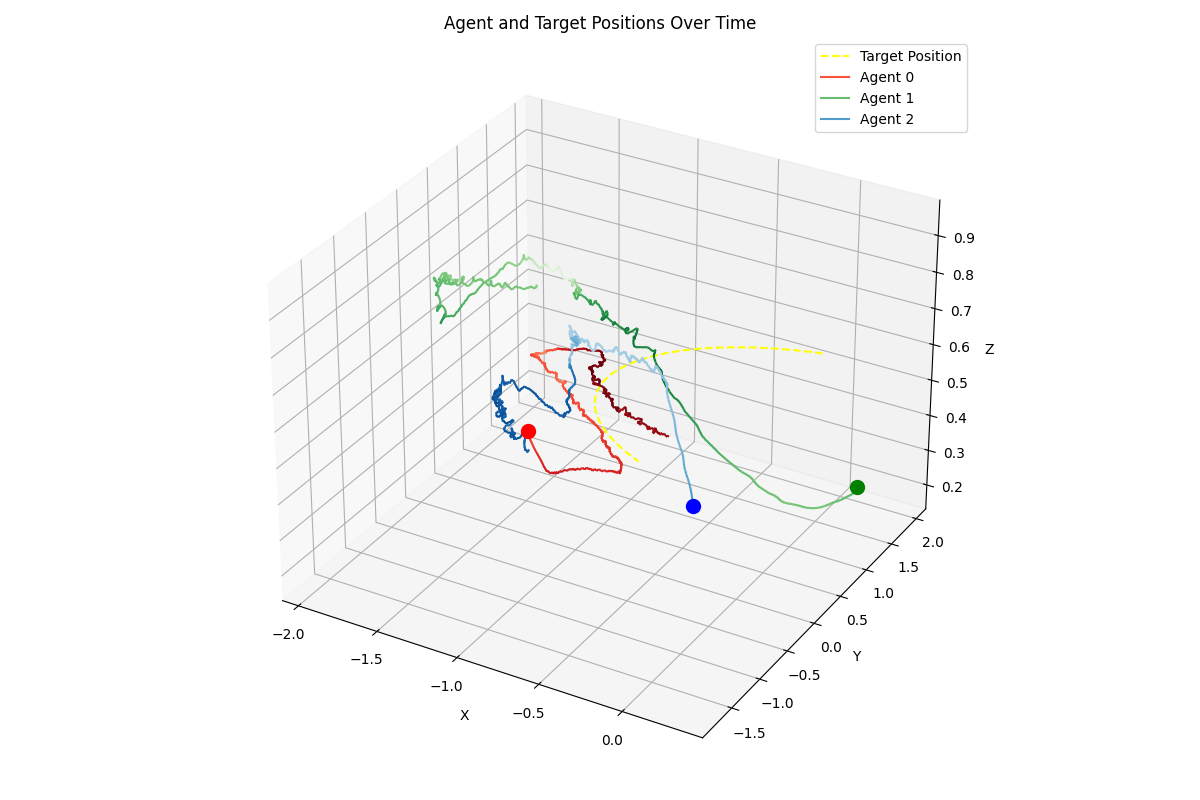 Agent and Target Positions Over Time
Target Position
Agent 0
Agent 1
Agent 2
Z
0.9
0.8
0.7
0.6
0.5
0.4
0.3
0.2
2.0
1.5
1.0
0.5
0.0
−0.5
−1.0
−1.5
Y
−2.0
−1.5
−1.0
−0.5
0.0
X